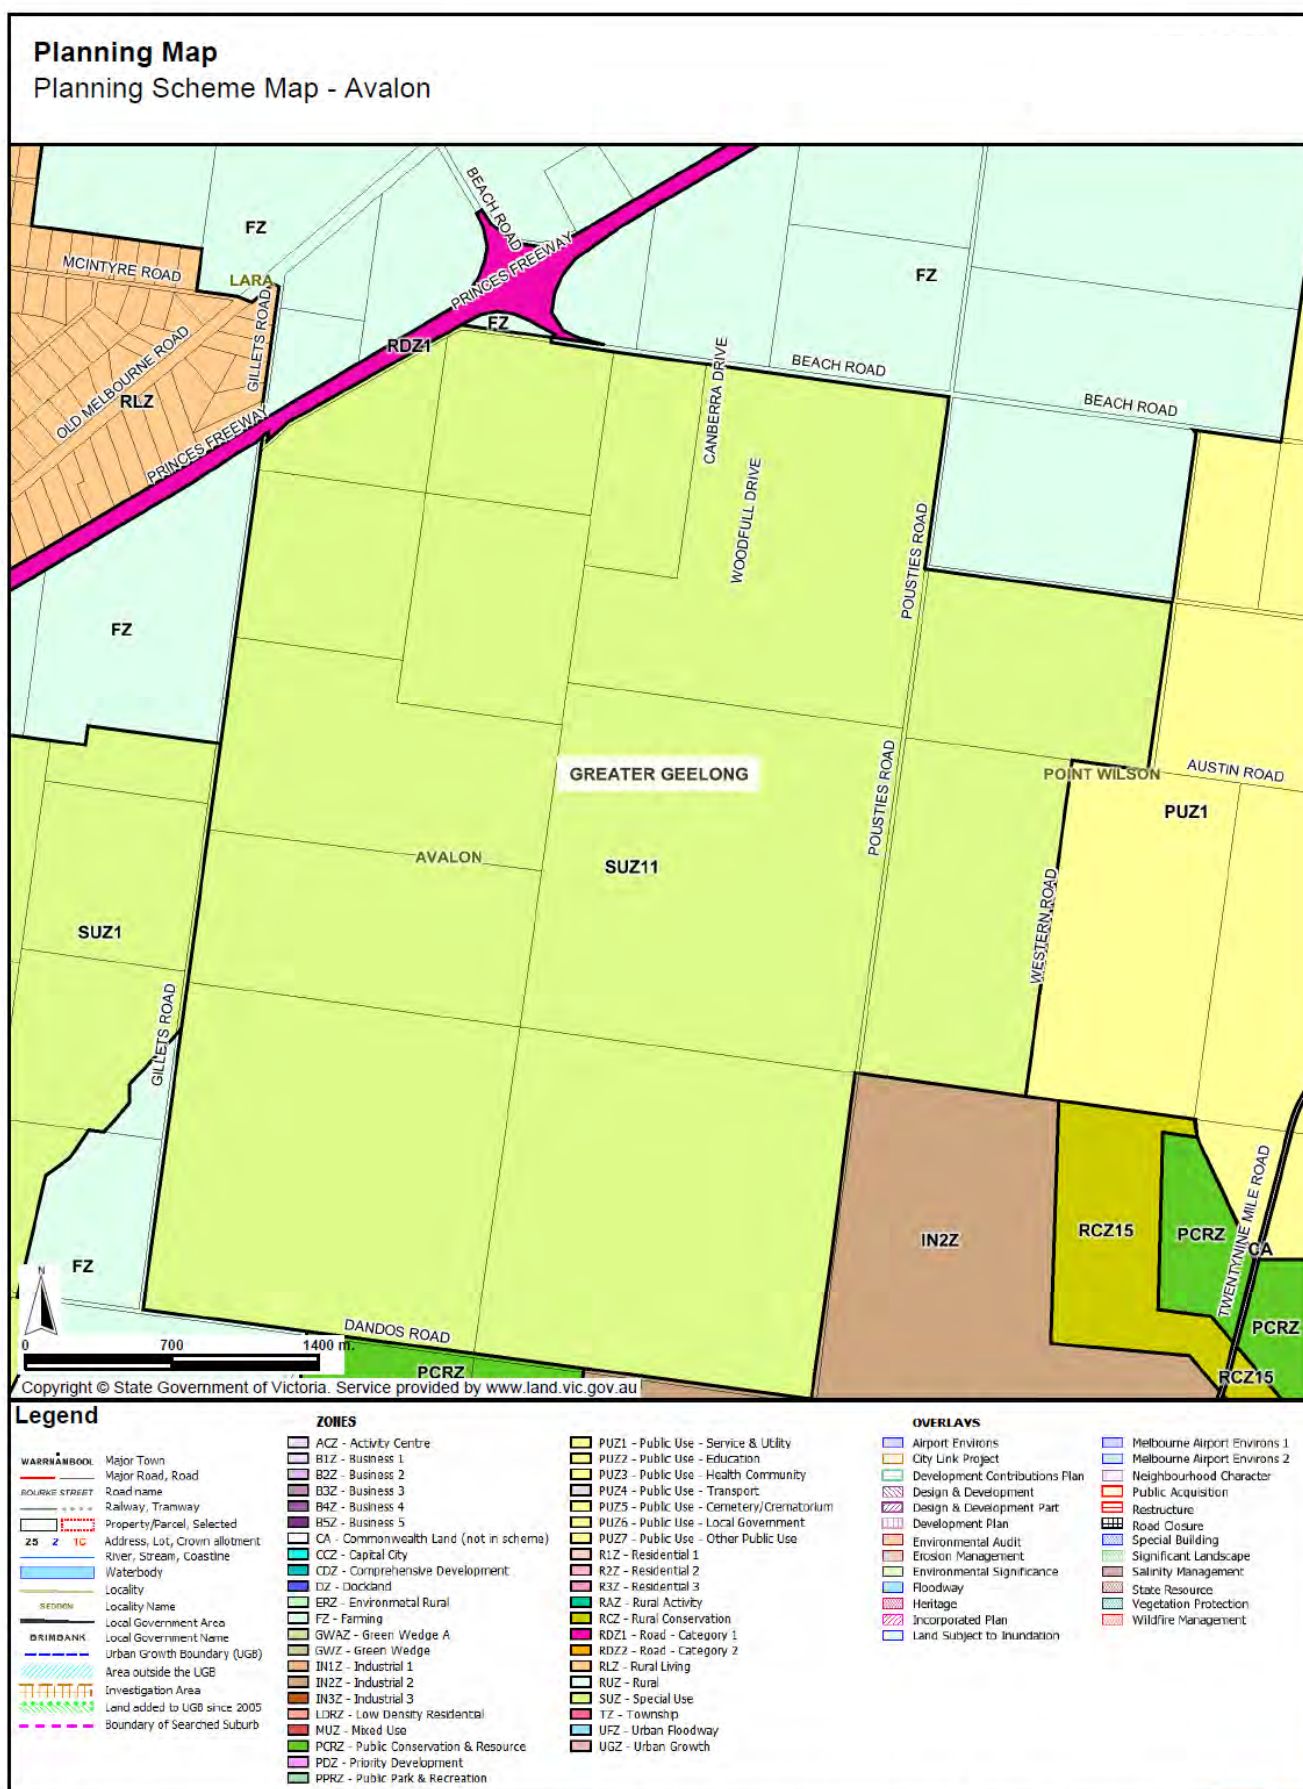 Planning Map
Planning Scheme Map - Avalon
BEACH ROAD
FZ
MCINTYRE ROAD
LARA
PRINCES FREEWAY
FZ
GILLETS ROAD
FZ
RDZ1
OLD MELBOURNE ROAD
CANBERRA DRIVE
BEACH ROAD
RLZ
BEACH ROAD
PRINCES FREEWAY
WOODFULL DRIVE
POUSTIES ROAD
FZ
GREATER GEELONG
POUSTIES ROAD
POINT WILSON
AUSTIN ROAD
PUZ1
AVALON
SUZ11
WESTERN ROAD
SUZ1
GILLETS ROAD
TWENTYNINE MILE ROAD
IN2Z
RCZ15
PCRZ
CA
FZ
N
DANDOS ROAD
PCRZ
0 700 1400 m.
PCRZ
RCZ15
Copyright © State Government of Victoria. Service provided by www.land.vic.gov.au
Legend
WARRNAMBOOL Major Town
Major Road, Road
BOURKE STREET Road name
Railway, Tramway
Property/Parcel, Selected
25 2 1C Address, Lot, Crown allotment
River, Stream, Coastline
Waterbody
Locality
SEDDON Locality Name
Local Government Area
BRIMBANK Local Government Name
Urban Growth Boundary (UGB)
Area outside the UGB
Investigation Area
Land added to UGB since 2005
Boundary of Searched Suburb
ZONES
ACZ - Activity Centre
B1Z - Business 1
B2Z - Business 2
B3Z - Business 3
B4Z - Business 4
B5Z - Business 5
CA - Commonwealth Land (not in scheme)
CCZ - Capital City
CDZ - Comprehensive Development
DZ - Dockland
ERZ - Environmetal Rural
FZ - Farming
GWAZ - Green Wedge A
GWZ - Green Wedge
IN1Z - Industrial 1
IN2Z - Industrial 2
IN3Z - Industrial 3
LDRZ - Low Density Residential
MUZ - Mixed Use
PCRZ - Public Conservation & Resource
PDZ - Priority Development
PPRZ - Public Park & Recreation
PUZ1 - Public Use - Service & Utility
PUZ2 - Public Use - Education
PUZ3 - Public Use - Health Community
PUZ4 - Public Use - Transport
PUZ5 - Public Use - Cemetery/Crematorium
PUZ6 - Public Use - Local Government
PUZ7 - Public Use - Other Public Use
R1Z - Residential 1
R2Z - Residential 2
R3Z - Residential 3
RAZ - Rural Activity
RCZ - Rural Conservation
RDZ1 - Road - Category 1
RDZ2 - Road - Category 2
RLZ - Rural Living
RUZ - Rural
SUZ - Special Use
TZ - Township
UFZ - Urban Floodway
UGZ - Urban Growth
OVERLAYS
Airport Environs
City Link Project
Development Contributions Plan
Design & Development
Design & Development Part
Development Plan
Environmental Audit
Erosion Management
Environmental Significance
Floodway
Heritage
Incorporated Plan
Land Subject to Inundation
Melbourne Airport Environs 1
Melbourne Airport Environs 2
Neighbourhood Character
Public Acquisition
Restructure
Road Closure
Special Building
Significant Landscape
Salinity Management
State Resource
Vegetation Protection
Wildfire Management